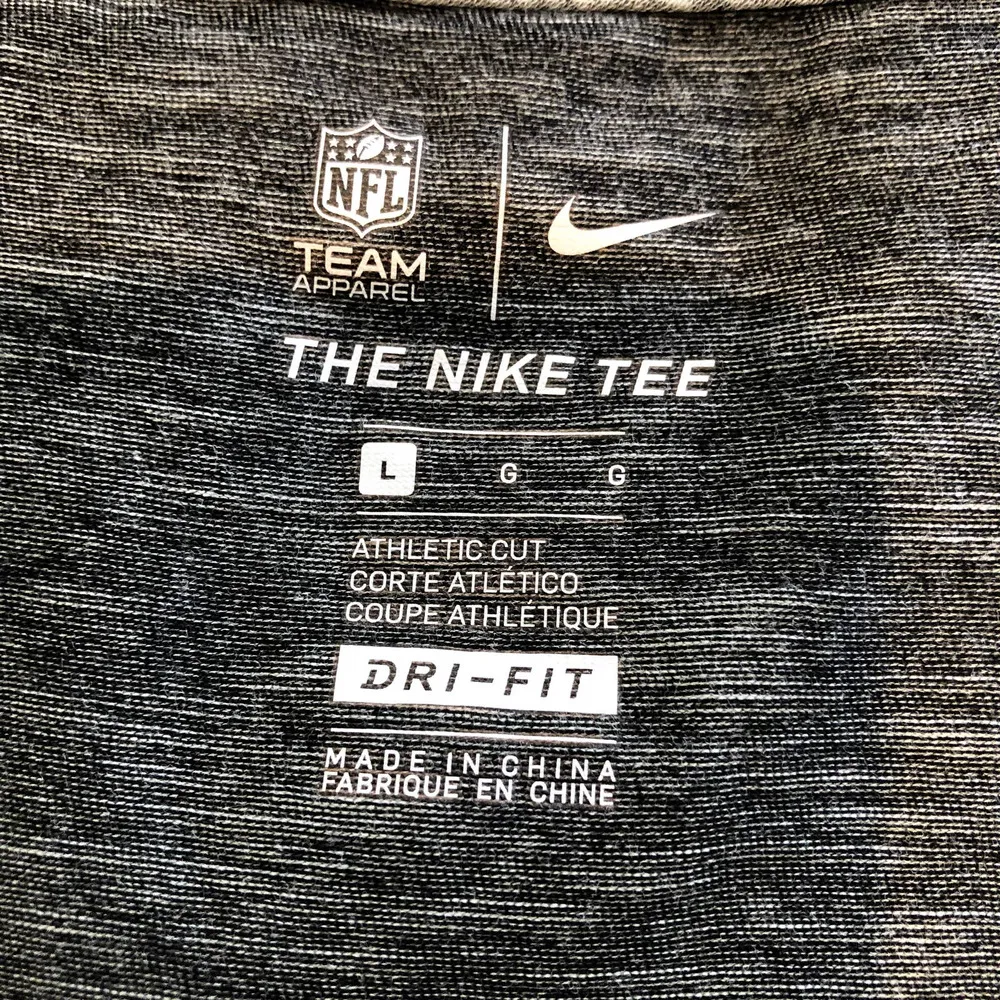 NFL
TEAM
APPAREL
THE NIKE TEE
L G G
ATHLETIC CUT
CORTE ATLÉTICO
COUPE ATHLÉTIQUE
DRI-FIT
MADE IN CHINA
FABRIQUE EN CHINE